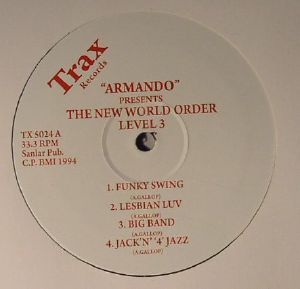 Trax
Records
"ARMANDO"
PRESENTS
THE NEW WORLD ORDER
LEVEL 3
TX 5024 A
33.3 RPM
Sanlar Pub.
C.P. BMI 1994
1. FUNKY SWING
(A.GALLOP)
2. LESBIAN LUV
(A.GALLOP)
3. BIG BAND
(A.GALLOP)
4. JACK'N' '4' JAZZ
(A.GALLOP)